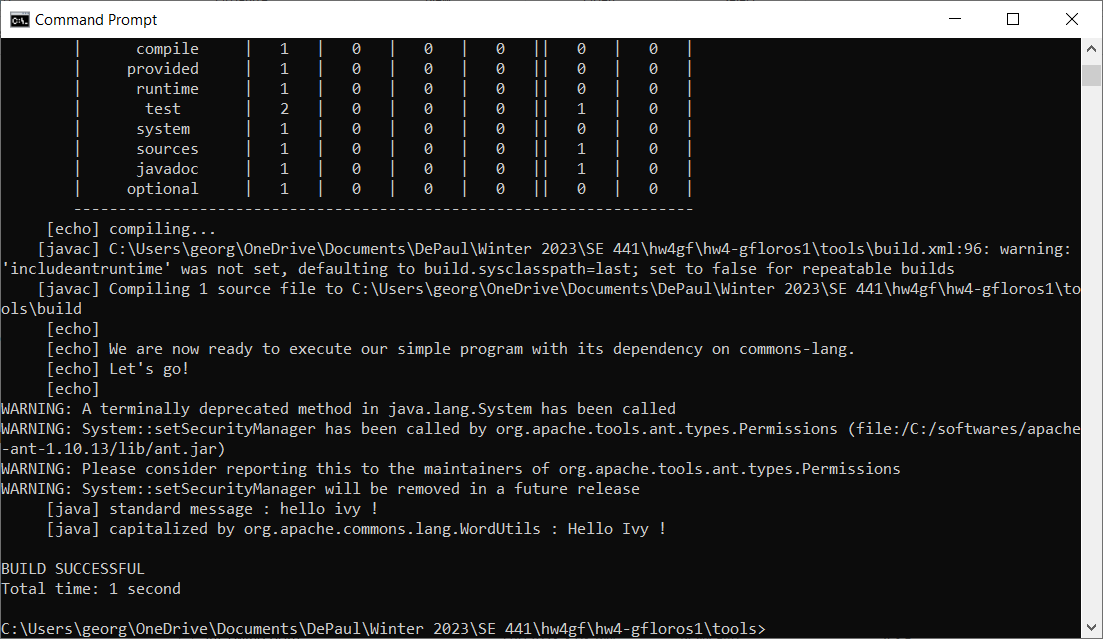 Command Prompt
|      compile     |   1   |   0   |   0   |   0   ||   0   |   0   |
|     provided     |   1   |   0   |   0   |   0   ||   0   |   0   |
|      runtime     |   1   |   0   |   0   |   0   ||   0   |   0   |
|       test       |   2   |   0   |   0   |   0   ||   1   |   0   |
|      system      |   1   |   0   |   0   |   0   ||   0   |   0   |
|      sources     |   1   |   0   |   0   |   0   ||   1   |   0   |
|      javadoc     |   1   |   0   |   0   |   0   ||   1   |   0   |
|     optional     |   1   |   0   |   0   |   0   ||   0   |   0   |
---------------------------------------------------------------------
[echo] compiling...
[javac] C:\Users\georg\OneDrive\Documents\DePaul\Winter 2023\SE 441\hw4gf\hw4-gfloros1\tools\build.xml:96: warning:
'includeantruntime' was not set, defaulting to build.sysclasspath=last; set to false for repeatable builds
[javac] Compiling 1 source file to C:\Users\georg\OneDrive\Documents\DePaul\Winter 2023\SE 441\hw4gf\hw4-gfloros1\to
ols\build
[echo]
[echo] We are now ready to execute our simple program with its dependency on commons-lang.
[echo] Let's go!
[echo]
WARNING: A terminally deprecated method in java.lang.System has been called
WARNING: System::setSecurityManager has been called by org.apache.tools.ant.types.Permissions (file:/C:/softwares/apache
-ant-1.10.13/lib/ant.jar)
WARNING: Please consider reporting this to the maintainers of org.apache.tools.ant.types.Permissions
WARNING: System::setSecurityManager will be removed in a future release
[java] standard message : hello ivy !
[java] capitalized by org.apache.commons.lang.WordUtils : Hello Ivy !
BUILD SUCCESSFUL
Total time: 1 second
C:\Users\georg\OneDrive\Documents\DePaul\Winter 2023\SE 441\hw4gf\hw4-gfloros1\tools>